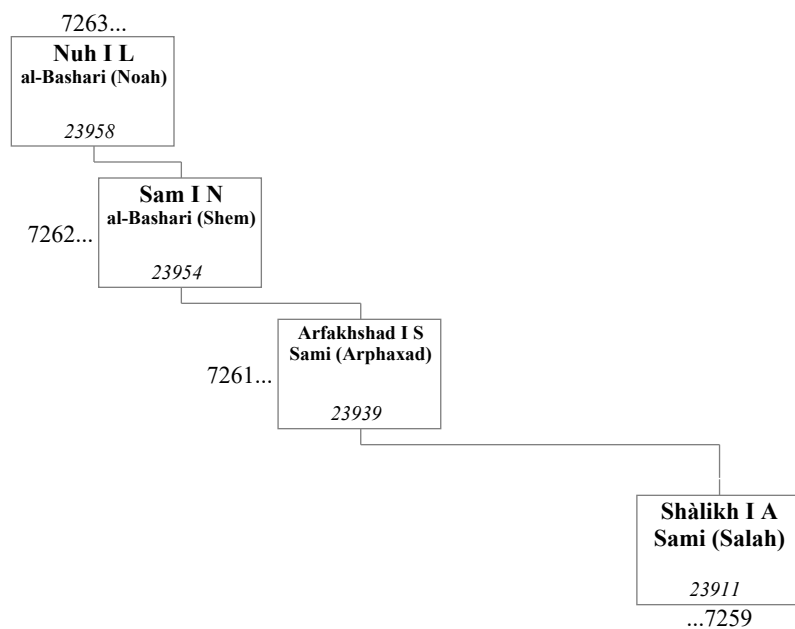 7263...
Nuh I L
al-Bashari (Noah)
23958
Sam I N
al-Bashari (Shem)
7262...
23954
Arfakhshad I S
Sami (Arphaxad)
7261...
23939
Shàlikh I A
Sami (Salah)
23911
...7259